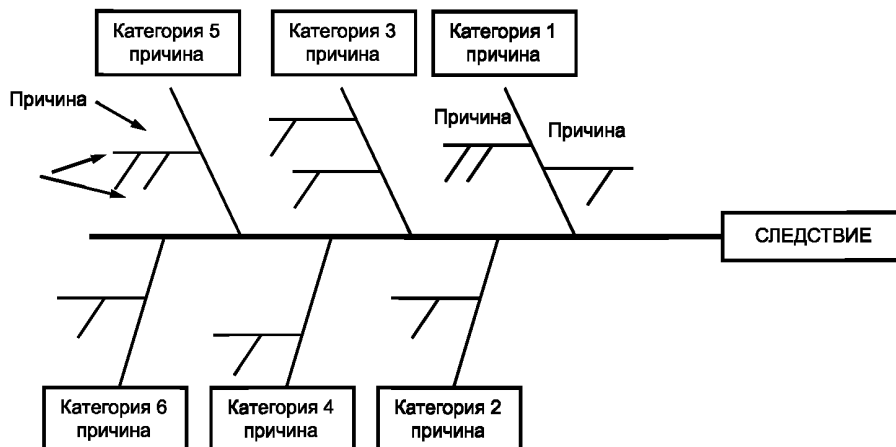 Категория 5
причина
Категория 3
причина
Категория 1
причина
Причина
Причина
Причина
СЛЕДСТВИЕ
Категория 6
причина
Категория 4
причина
Категория 2
причина